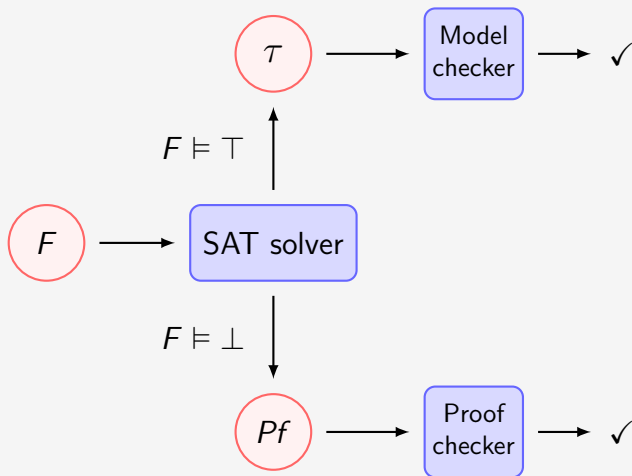 τ
Model
checker
✓
F ⊨ ⊤
F
SAT solver
F ⊨ ⊥
Pf
Proof
checker
✓